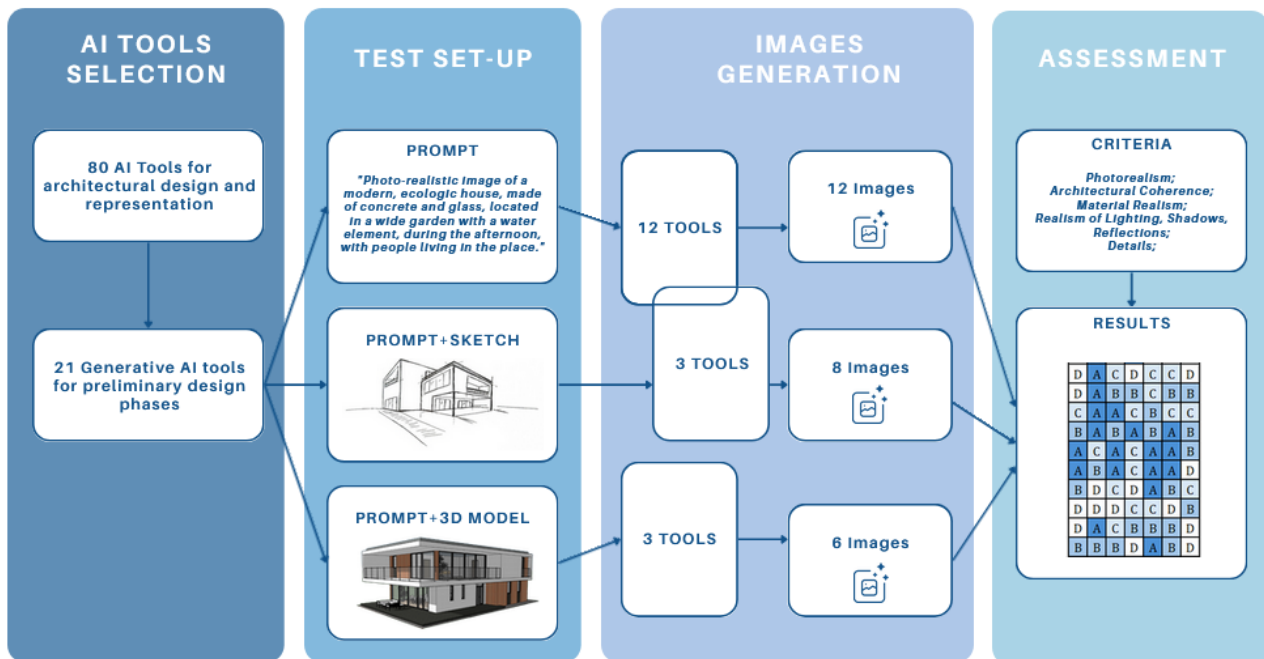 AI TOOLS
SELECTION
80 AI Tools for
architectural design and
representation
21 Generative AI tools
for preliminary design
phases
TEST SET-UP
PROMPT
"Photo-realistic image of a
modern, ecologic house, made
of concrete and glass, located
in a wide garden with a water
element, during the afternoon,
with people living in the place."
PROMPT+SKETCH
PROMPT+3D MODEL
IMAGES
GENERATION
12 TOOLS
12 Images
3 TOOLS
8 Images
3 TOOLS
6 Images
ASSESSMENT
CRITERIA
Photorealism;
Architectural Coherence;
Material Realism;
Realism of Lighting, Shadows,
Reflections;
Details;
RESULTS
D A C D C C D
D A B B C B B
C A A C B C C
B A B A B A B
A C A C A A B
A B A C A A D
B D C D A B C
D D D C C D B
D A C B B B D
B B B D A B D